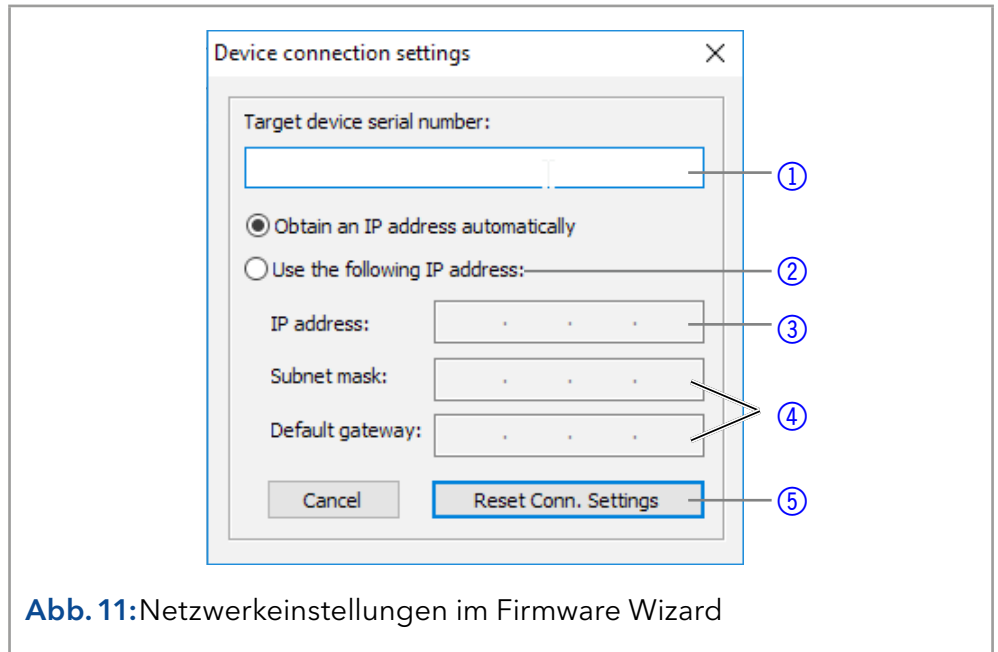 Device connection settings
Target device serial number:
①
Obtain an IP address automatically
Use the following IP address: ②
IP address: . . . ③
Subnet mask: . . .
④
Default gateway: . . .
Cancel Reset Conn. Settings ⑤
Abb. 11: Netzwerkeinstellungen im Firmware Wizard